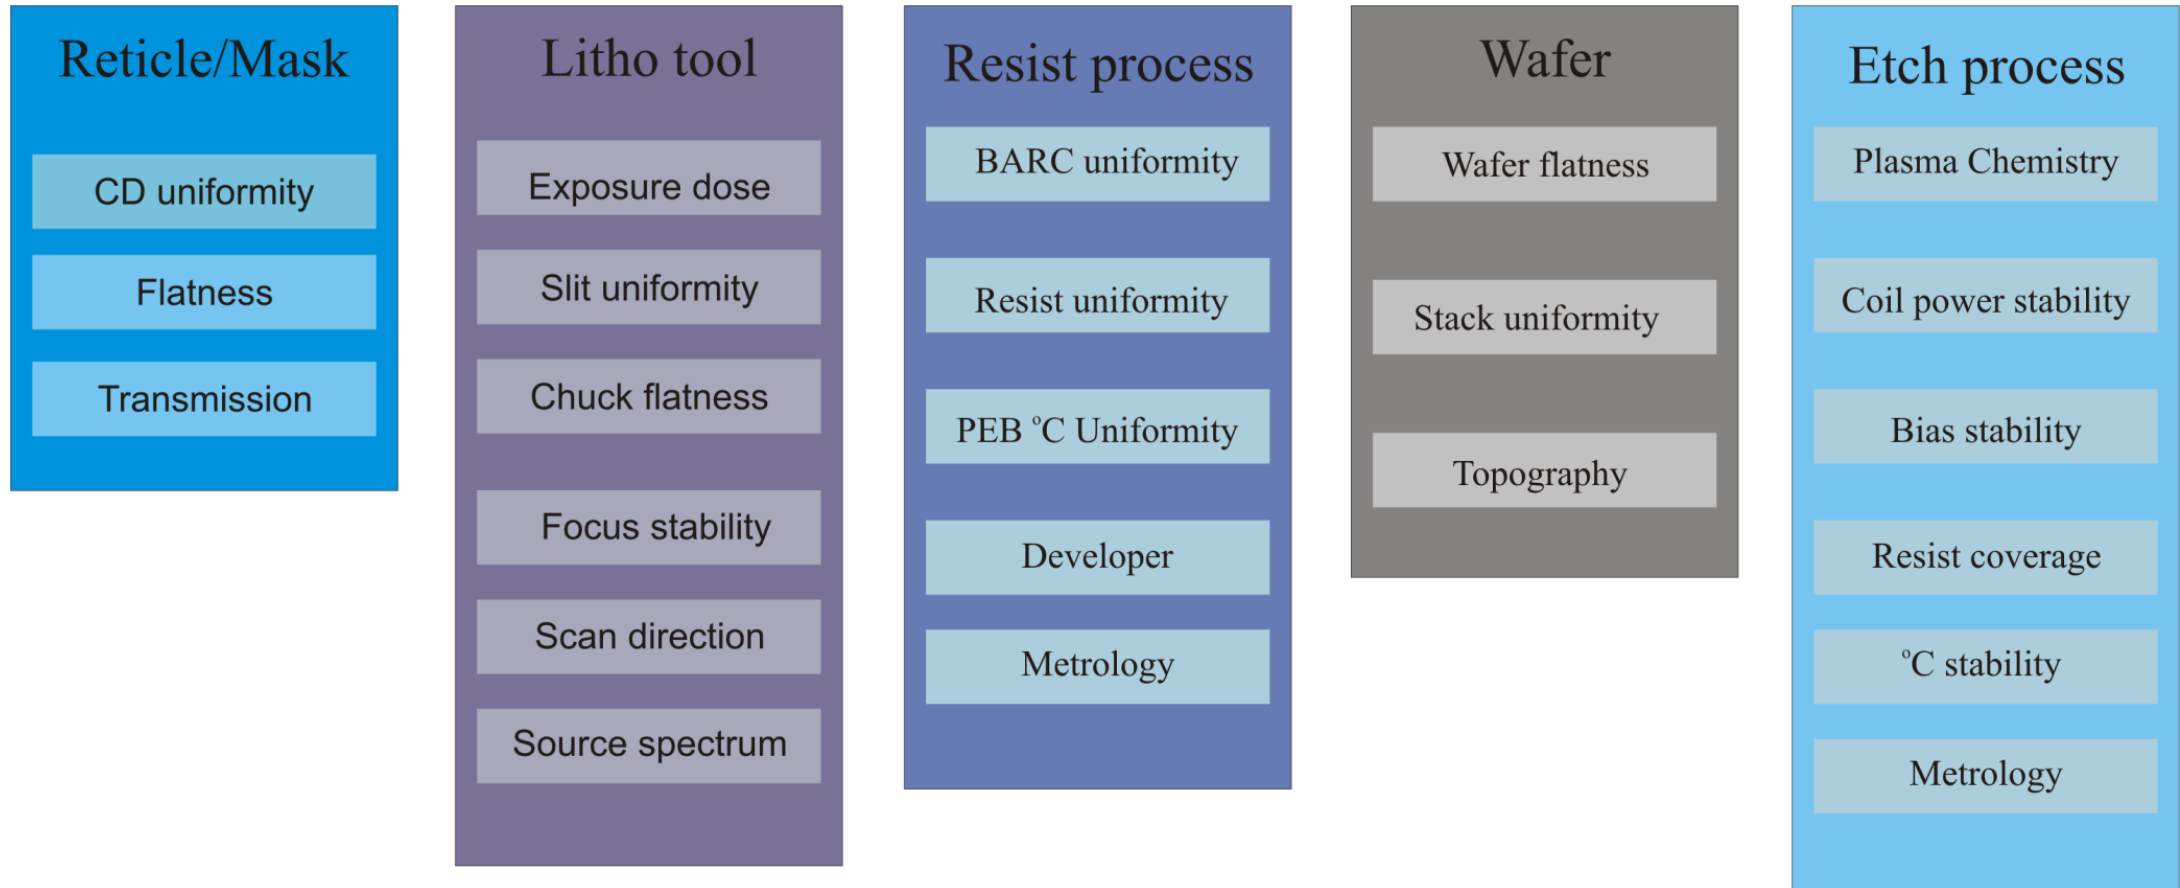 Reticle/Mask
CD uniformity
Flatness
Transmission
Litho tool
Exposure dose
Slit uniformity
Chuck flatness
Focus stability
Scan direction
Source spectrum
Resist process
BARC uniformity
Resist uniformity
PEB °C Uniformity
Developer
Metrology
Wafer
Wafer flatness
Stack uniformity
Topography
Etch process
Plasma Chemistry
Coil power stability
Bias stability
Resist coverage
°C stability
Metrology